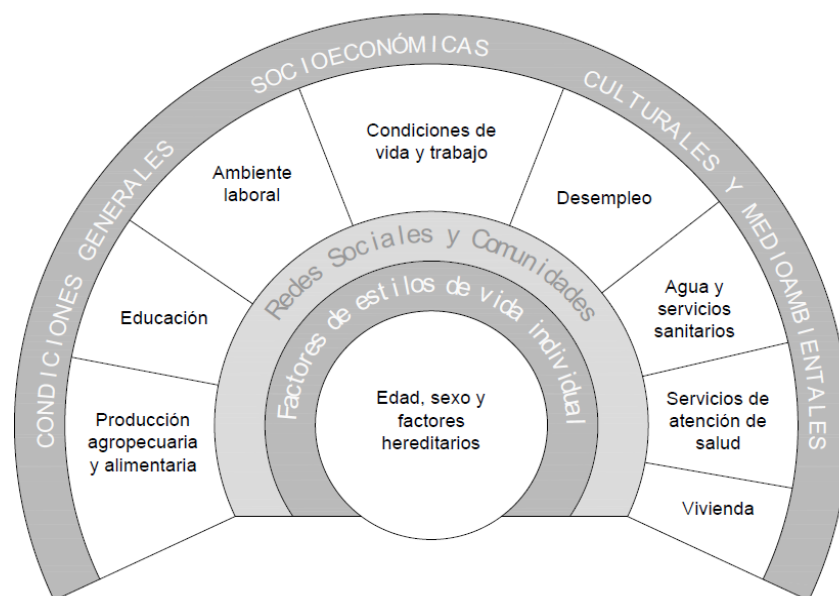 CONDICIONES GENERALES SOCIOECONÓMICAS CULTURALES Y MEDIOAMBIENTALES
Condiciones de
vida y trabajo
Ambiente
laboral
Desempleo
Educación
Agua y
servicios
sanitarios
Producción
agropecuaria
y alimentaria
Servicios de
atención de
salud
Vivienda
Redes Sociales y Comunidades
Factores de estilos de vida individual
Edad, sexo y
factores
hereditarios